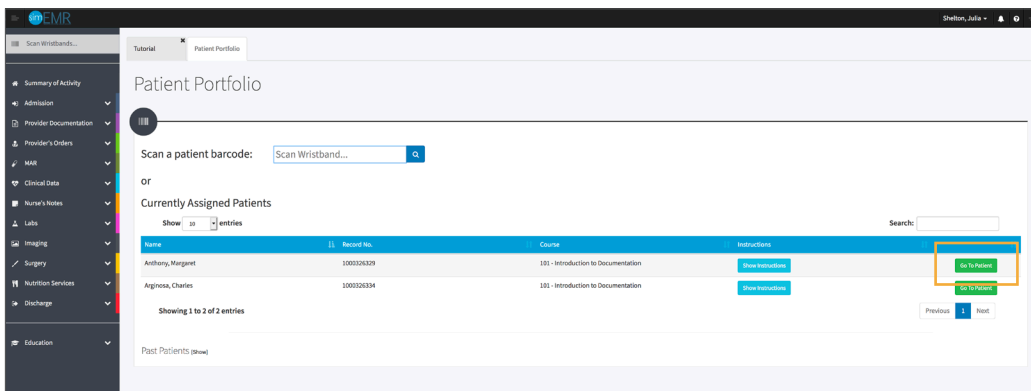 simEMR
Shelton, Julia
Scan Wristbands...
Tutorial
Patient Portfolio
Summary of Activity
Admission
Provider Documentation
Provider's Orders
MAR
Clinical Data
Nurse's Notes
Labs
Imaging
Surgery
Nutrition Services
Discharge
Education
Patient Portfolio
Scan a patient barcode: Scan Wristband...
or
Currently Assigned Patients
Show 10 entries Search:
Name Record No. Course Instructions
Anthony, Margaret 1000326329 101 - Introduction to Documentation Show Instructions Go To Patient
Arginosa, Charles 1000326334 101 - Introduction to Documentation Show Instructions Go To Patient
Showing 1 to 2 of 2 entries Previous 1 Next
Past Patients [Show]